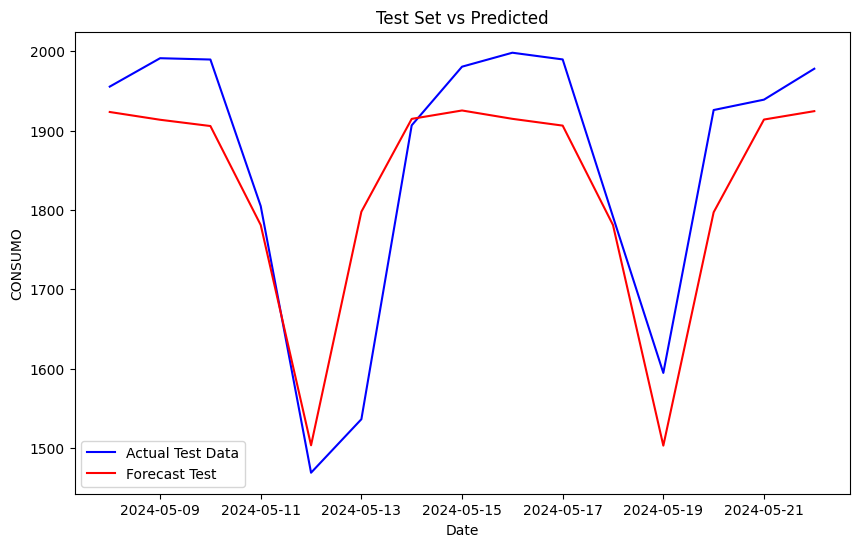 Test Set vs Predicted
2000
1900
1800
1700
1600
1500
CONSUMO
Actual Test Data
Forecast Test
2024-05-09
2024-05-11
2024-05-13
2024-05-15
2024-05-17
2024-05-19
2024-05-21
Date